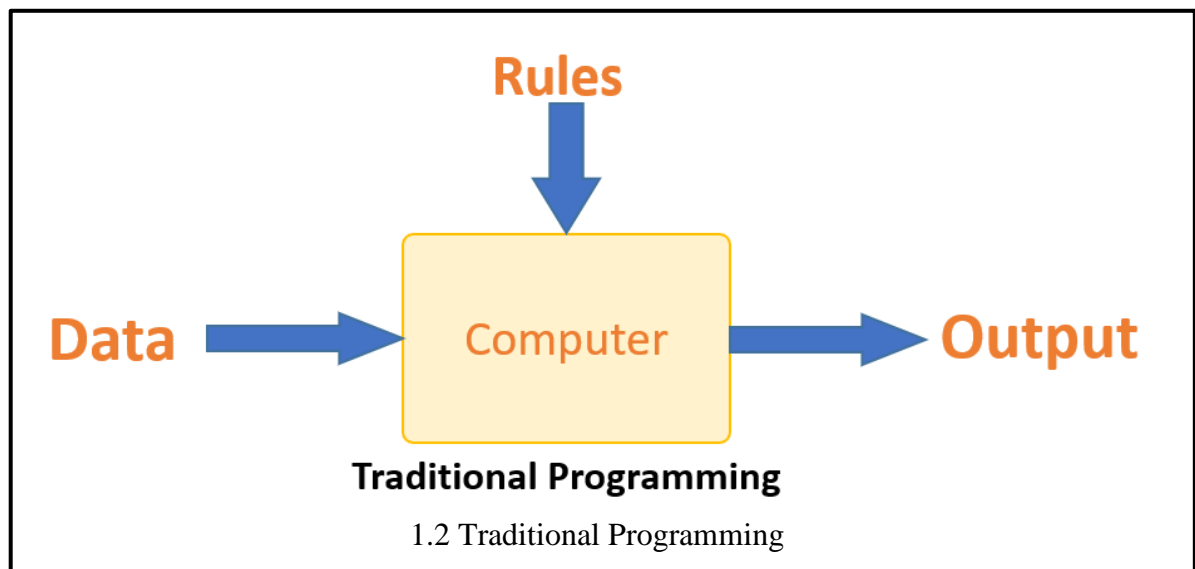 Rules
Data
Computer
Output
Traditional Programming
1.2 Traditional Programming